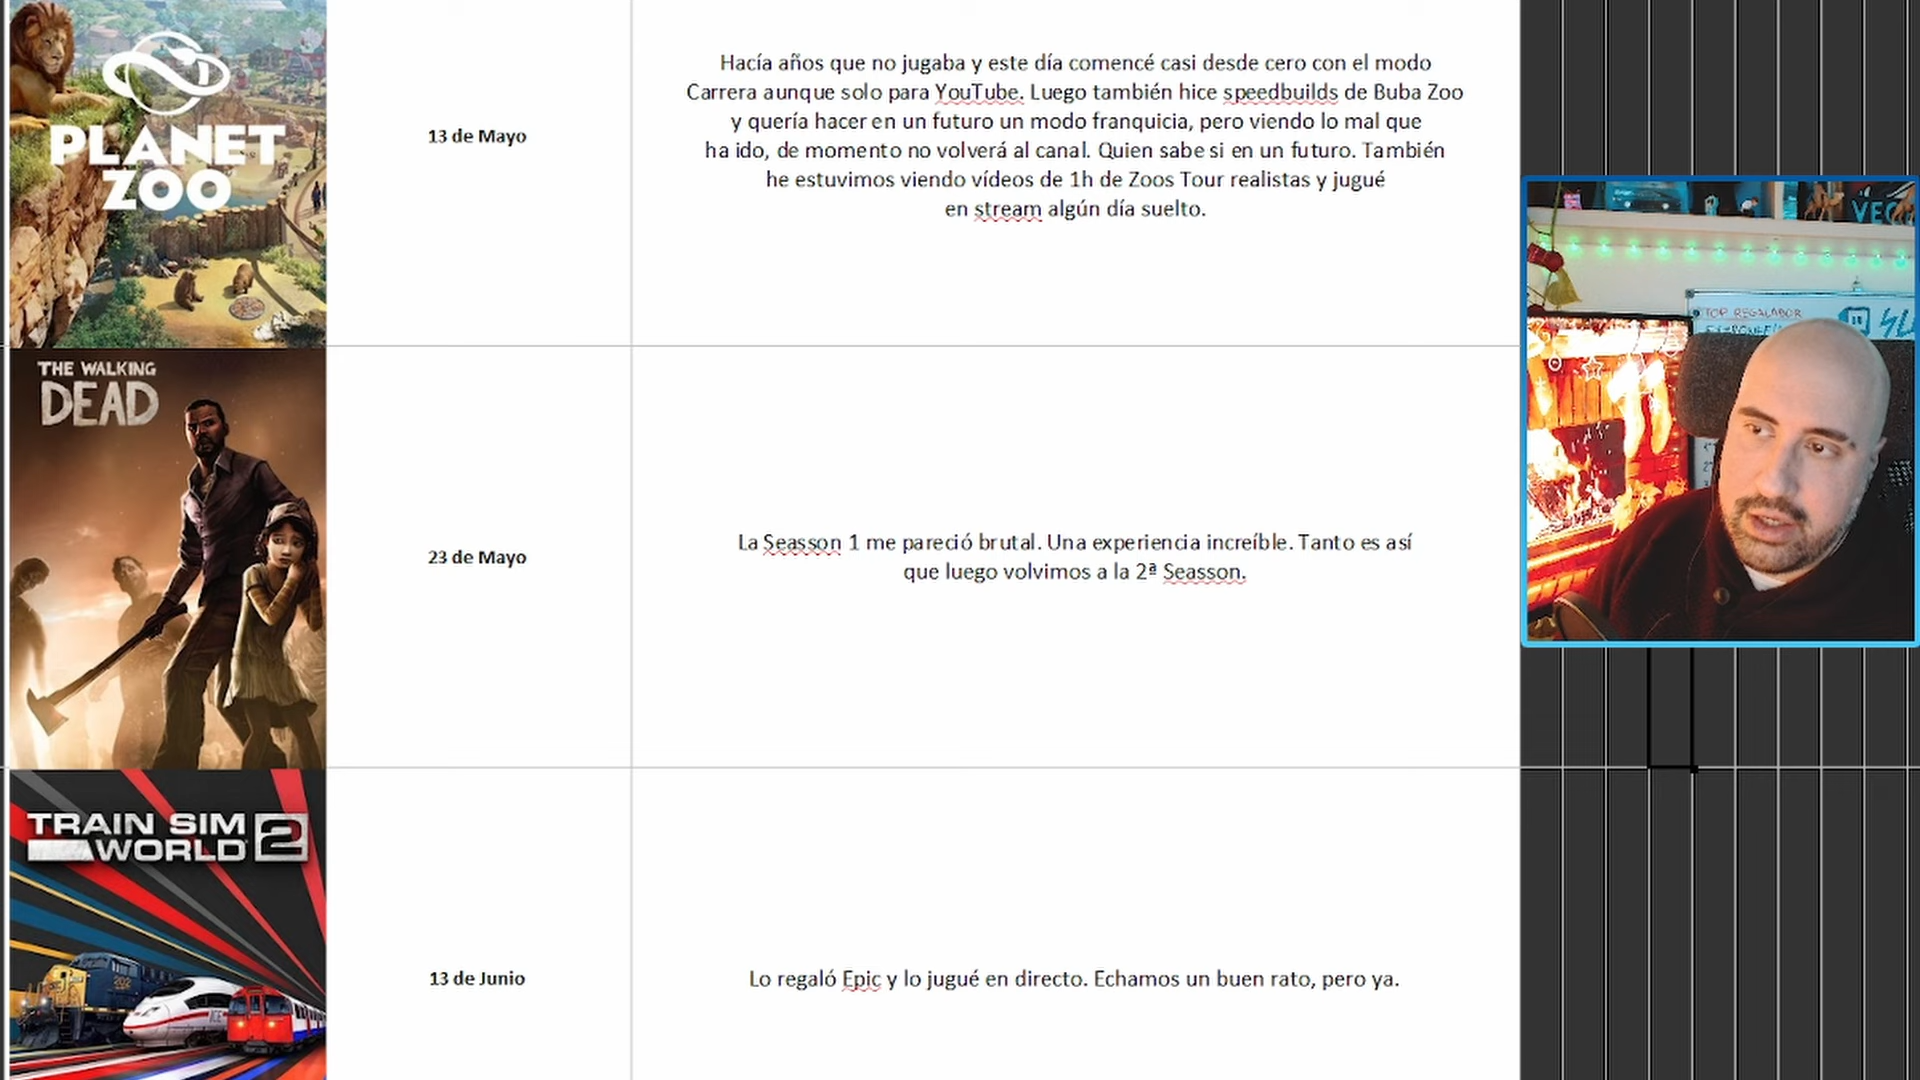 PLANET
ZOO
13 de Mayo
Hacía años que no jugaba y este día comencé casi desde cero con el modo
Carrera aunque solo para YouTube. Luego también hice speedbuilds de Buba Zoo
y quería hacer en un futuro un modo franquicia, pero viendo lo mal que
ha ido, de momento no volverá al canal. Quien sabe si en un futuro. También
he estuvimos viendo vídeos de 1h de Zoos Tour realistas y jugué
en stream algún día suelto.
THE WALKING
DEAD
23 de Mayo
La Seasson 1 me pareció brutal. Una experiencia increíble. Tanto es así
que luego volvimos a la 2ª Seasson.
TRAIN SIM
WORLD 2
13 de Junio
Lo regaló Epic y lo jugué en directo. Echamos un buen rato, pero ya.
TOP REGALADOR